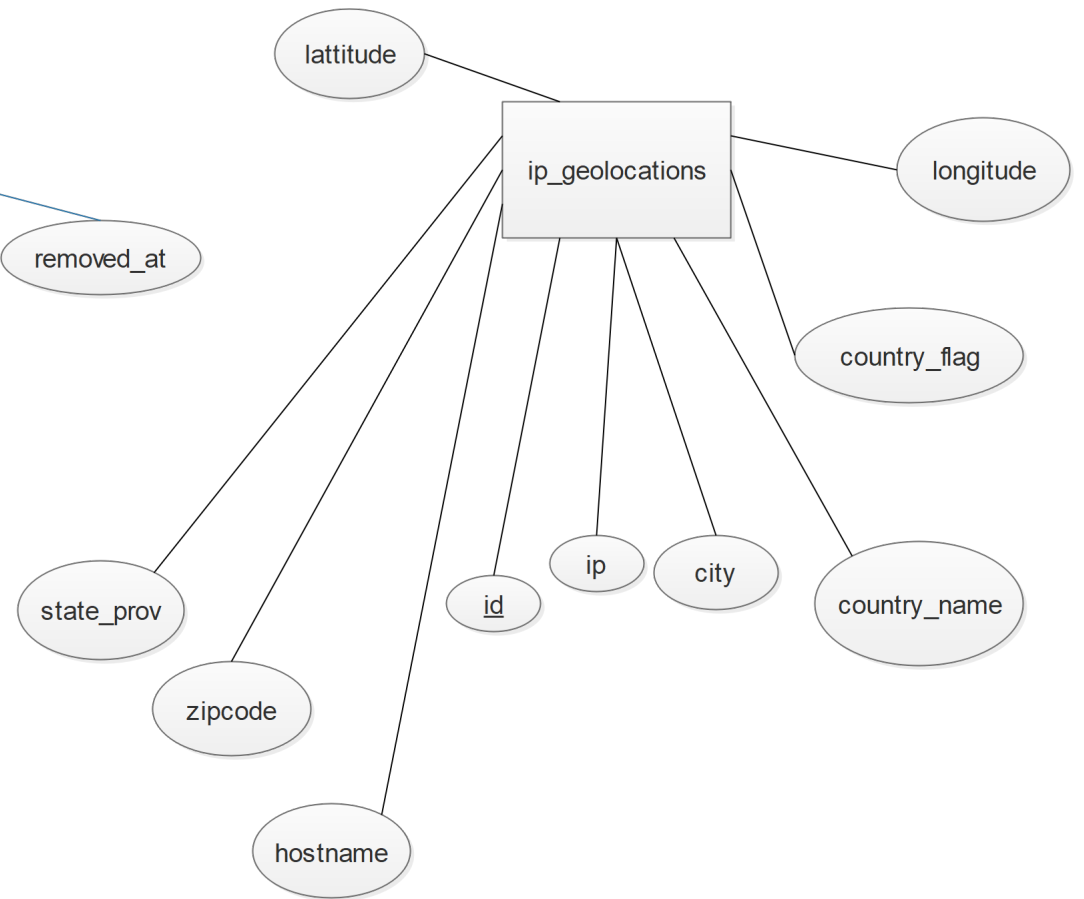 lattitude
ip_geolocations
longitude
removed_at
country_flag
ip
city
id
country_name
state_prov
zipcode
hostname